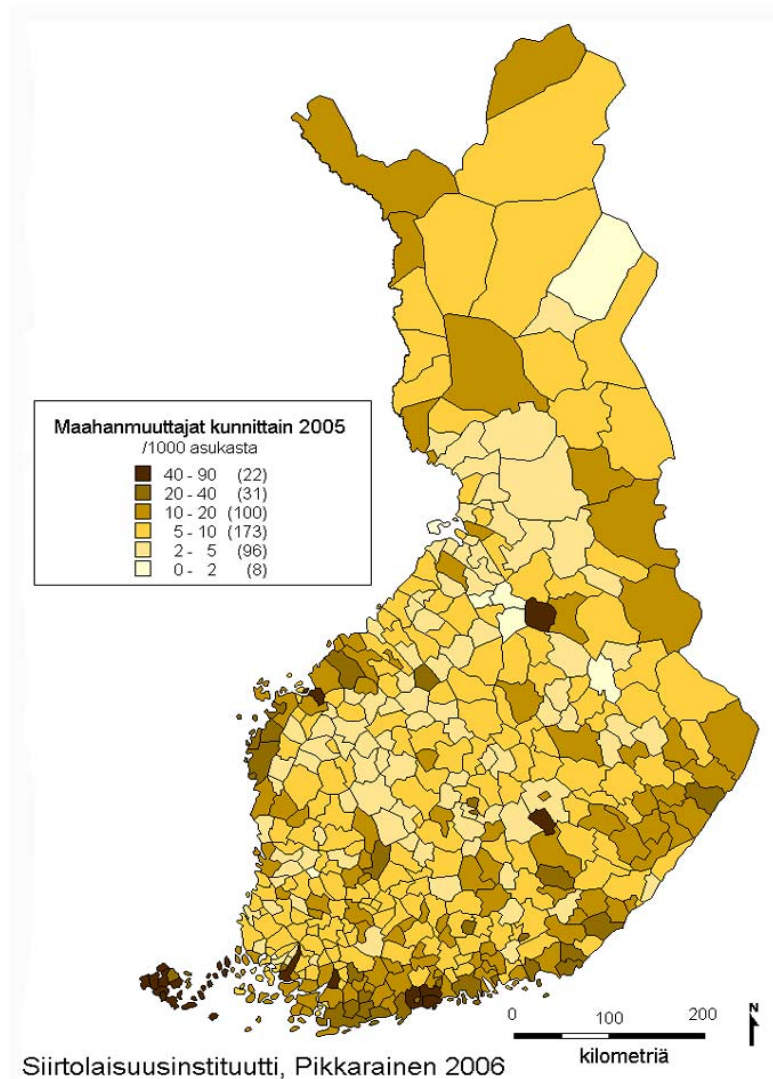 Maahanmuuttajat kunnittain 2005
/1000 asukasta
40 - 90 (22)
20 - 40 (31)
10 - 20 (100)
5 - 10 (173)
2 - 5 (96)
0 - 2 (8)
0 100 200
kilometriä
N
Siirtolaisuusinstituutti, Pikkarainen 2006